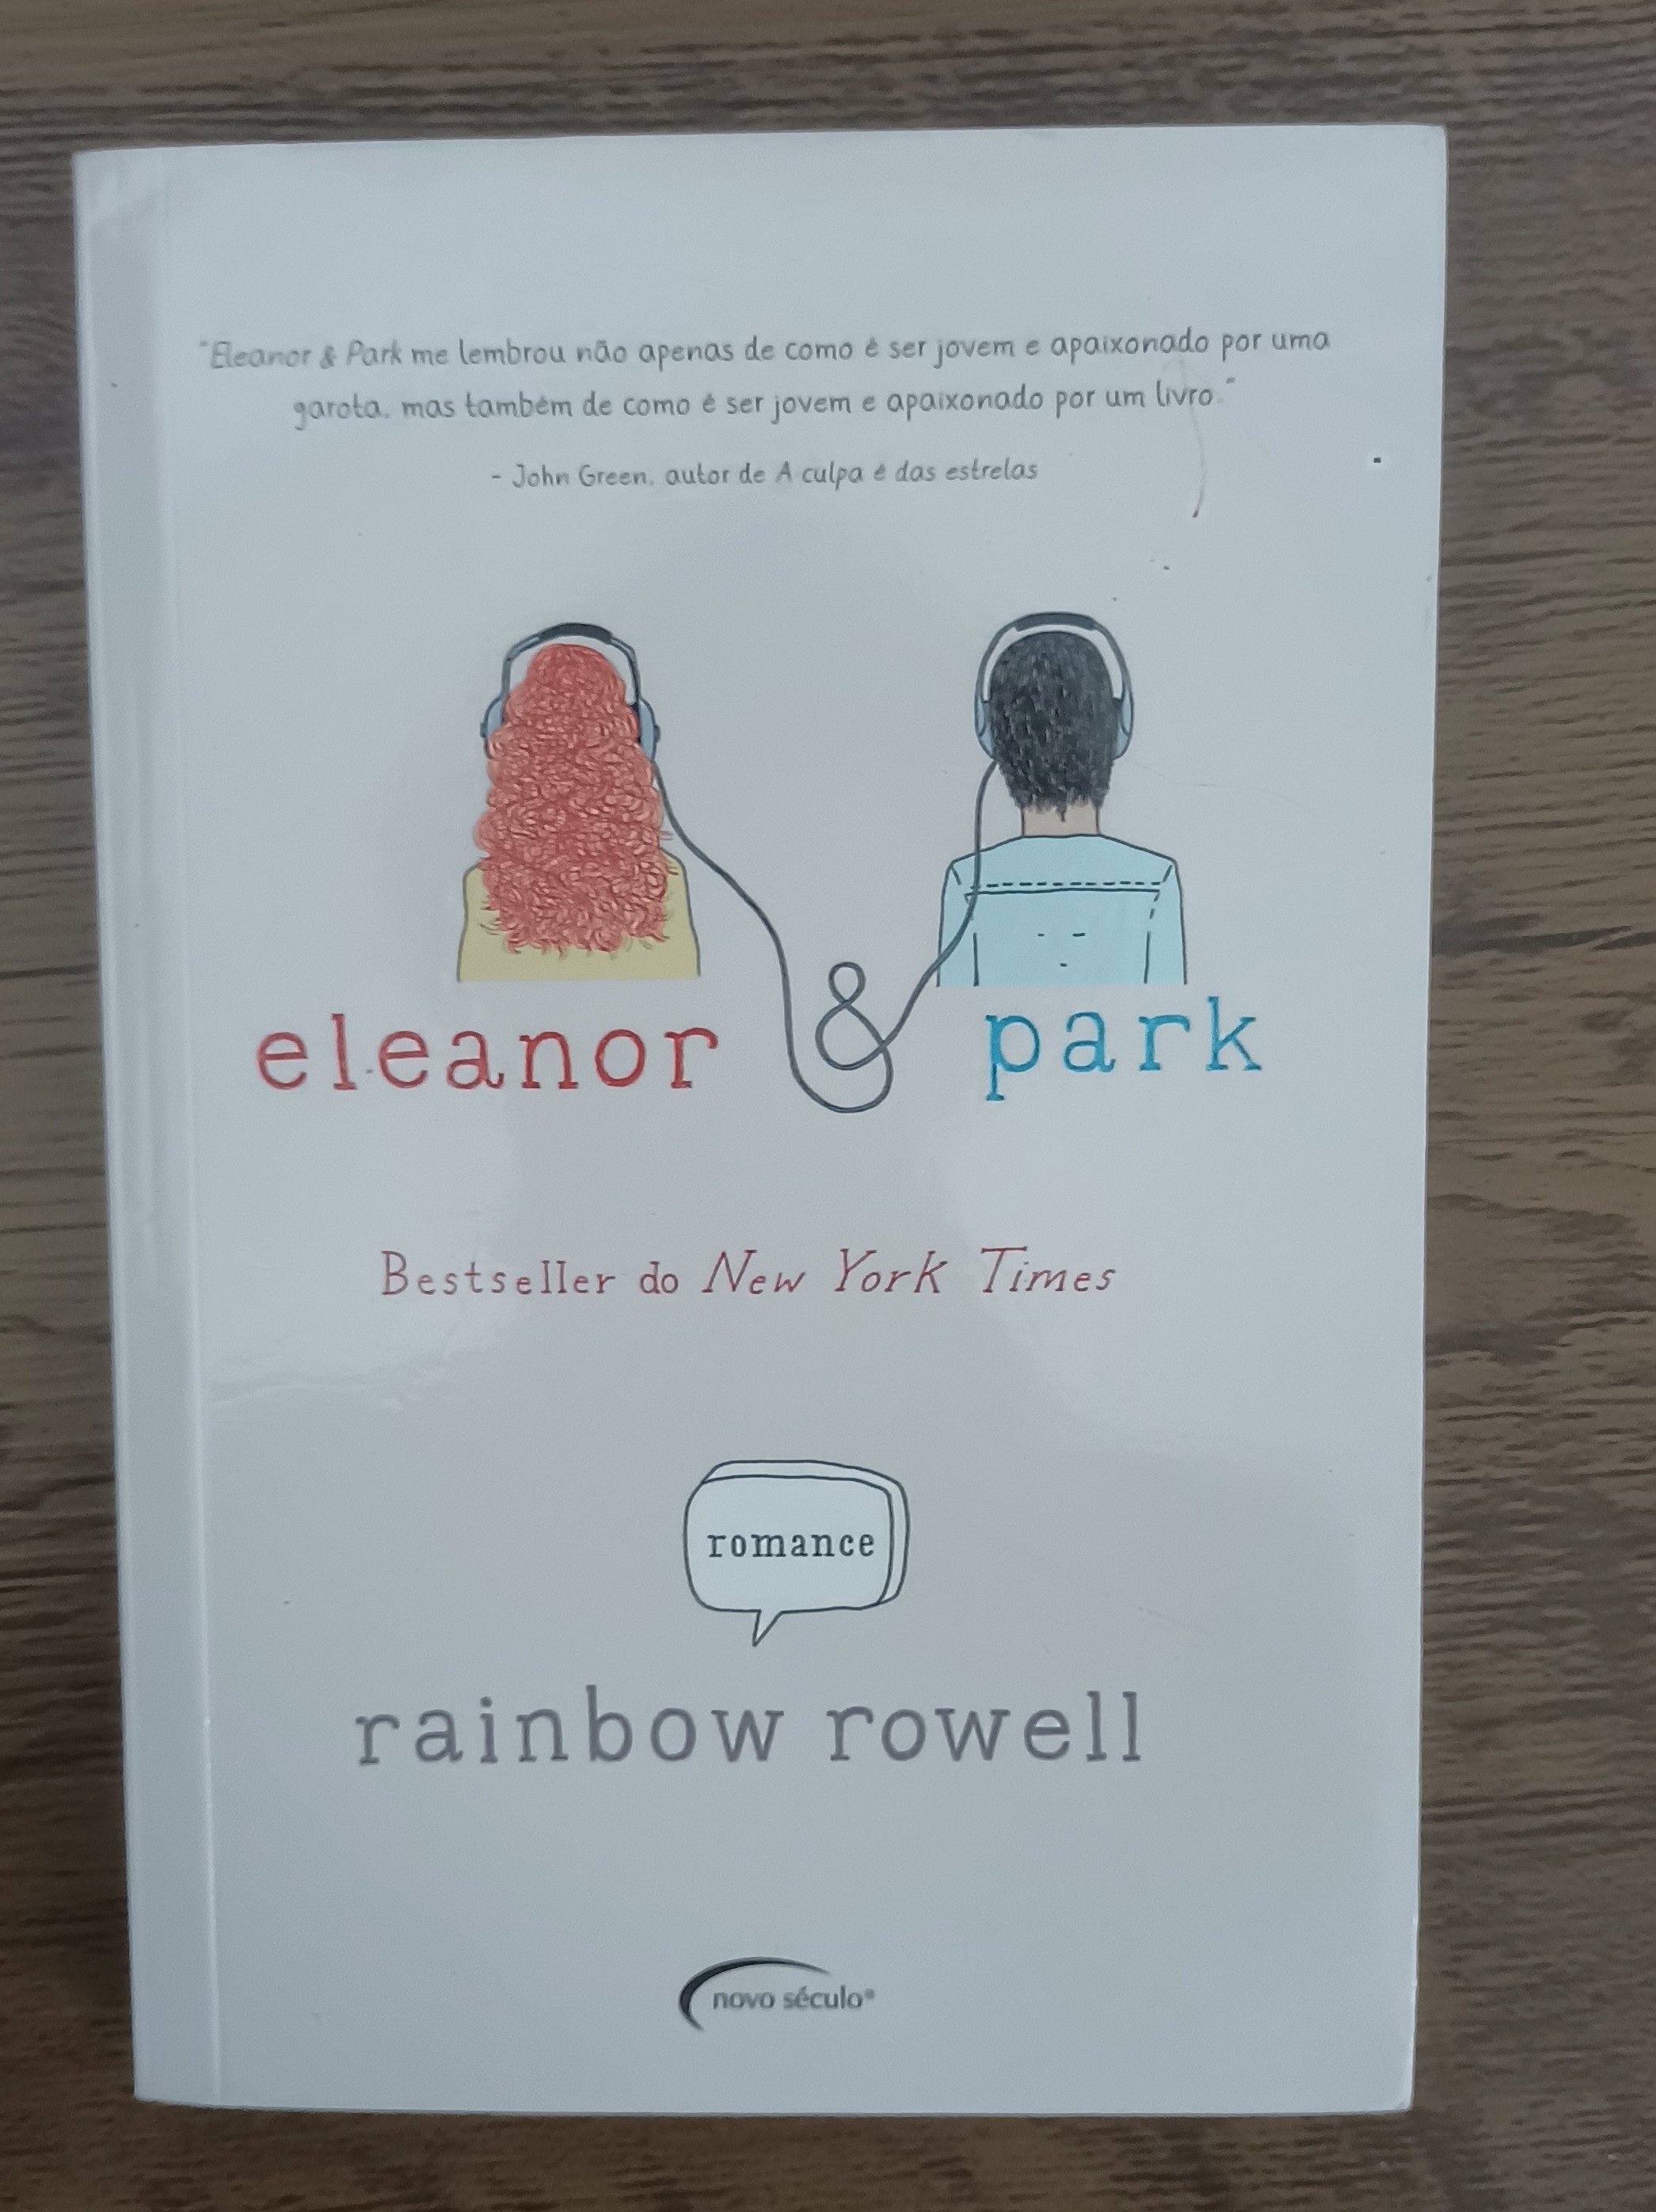 "Eleanor & Park me lembrou não apenas de como é ser jovem e apaixonado por uma
garota, mas também de como é ser jovem e apaixonado por um livro."
- John Green, autor de A culpa é das estrelas
eleanor & park
Bestseller do New York Times
romance
rainbow rowell
novo século®